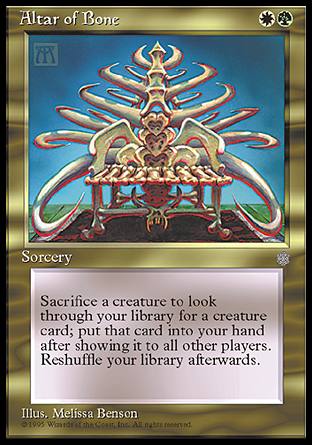 Altar of Bone
Sorcery
Sacrifice a creature to look
through your library for a creature
card; put that card into your hand
after showing it to all other players.
Reshuffle your library afterwards.
Illus. Melissa Benson
©1995 Wizards of the Coast, Inc. All rights reserved.